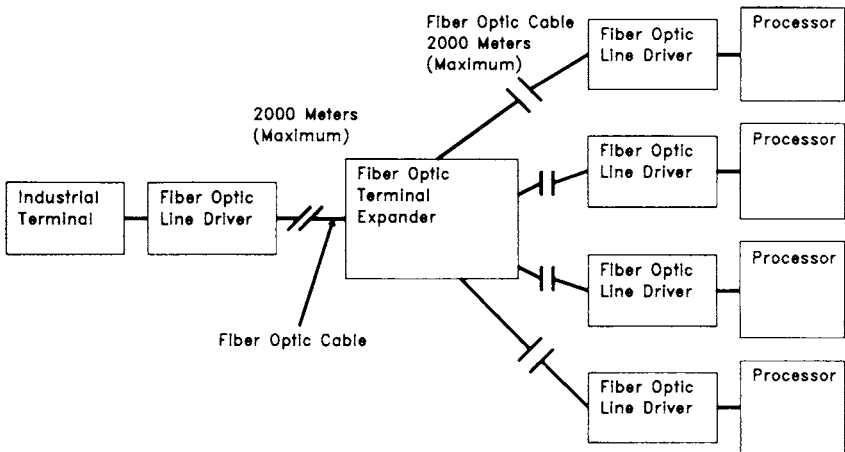 Fiber Optic Cable
2000 Meters
(Maximum)
Fiber Optic
Line Driver
Processor
2000 Meters
(Maximum)
Fiber Optic
Line Driver
Processor
Industrial
Terminal
Fiber Optic
Line Driver
Fiber Optic
Terminal
Expander
Fiber Optic
Line Driver
Processor
Fiber Optic Cable
Fiber Optic
Line Driver
Processor